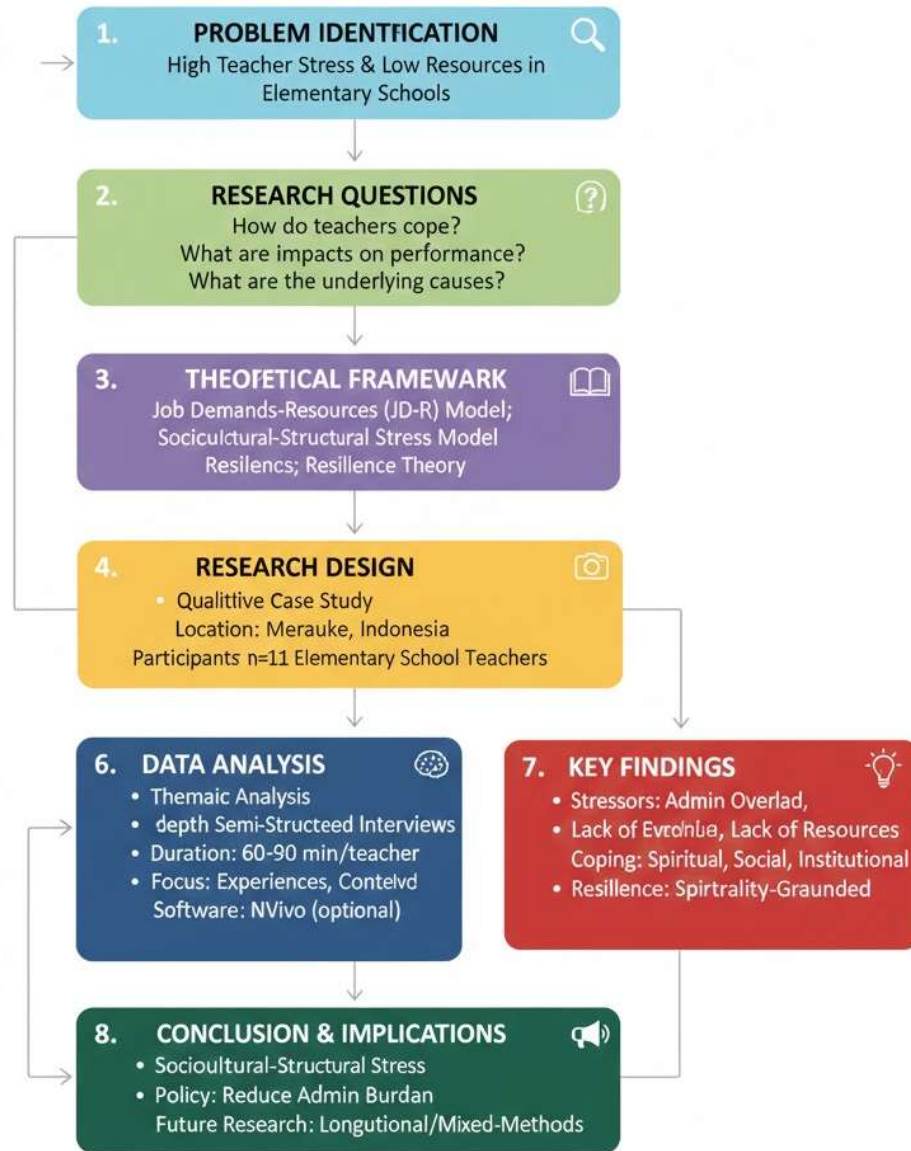 1. PROBLEM IDENTIFICATION
High Teacher Stress & Low Resources in
Elementary Schools
2. RESEARCH QUESTIONS
How do teachers cope?
What are impacts on performance?
What are the underlying causes?
3. THEOFETICAL FRAMEWARK
Job Demands-Resources (JD-R) Model;
Socicultctural-Structural Stress Model
Resilencs; Resillence Theory
4. RESEARCH DESIGN
• Qualittive Case Study
Location: Merauke, Indonesia
Participants n=11 Elementary School Teachers
6. DATA ANALYSIS
• Themaic Analysis
• depth Semi-Structeed Interviews
• Duration: 60-90 min/teacher
• Focus: Experiences,
Software: NVivo (optional)
7. KEY FINDINGS
• Stressors: Admin Overlad,
• Lack of Lack of Resources
Coping: Spiritual, Social, Institutional
• Resillence: Spirtrality-Graunded
8. CONCLUSION & IMPLICATIONS
• Socioultural-Structural Stress
• Policy: Reduce Admin Burdan
Future Research: Longutional/Mixed-Methods